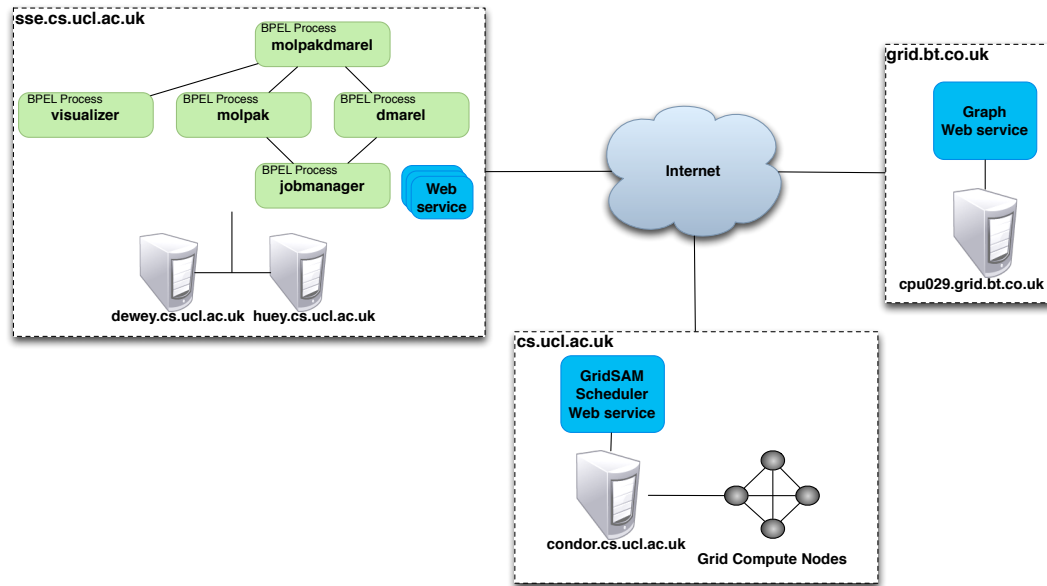 sse.cs.ucl.ac.uk
BPEL Process
molpakdmarel
BPEL Process
visualizer
BPEL Process
molpak
BPEL Process
dmarel
BPEL Process
jobmanager
Web
service
dewey.cs.ucl.ac.uk
huey.cs.ucl.ac.uk
Internet
grid.bt.co.uk
Graph
Web service
cpu029.grid.bt.co.uk
cs.ucl.ac.uk
GridSAM
Scheduler
Web service
condor.cs.ucl.ac.uk
Grid Compute Nodes